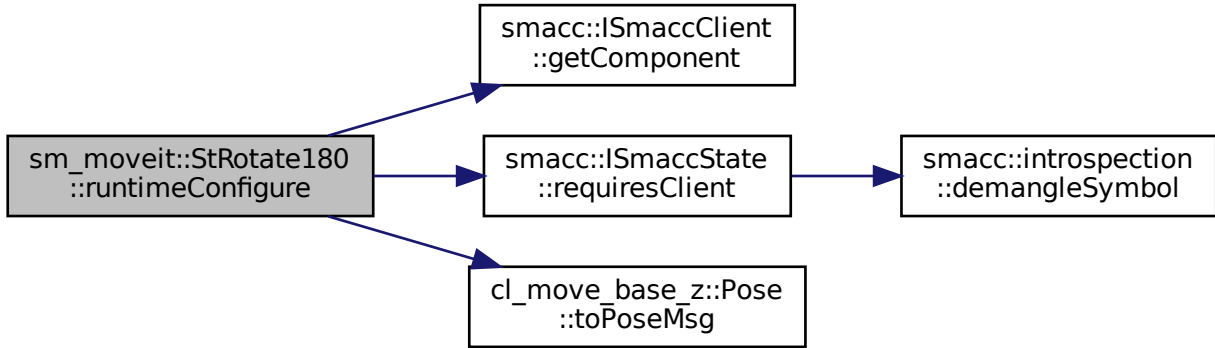 smacc::ISmaccClient
::getComponent
sm_moveit::StRotate180
::runtimeConfigure
smacc::ISmaccState
::requiresClient
smacc::introspection
::demangleSymbol
cl_move_base_z::Pose
::toPoseMsg